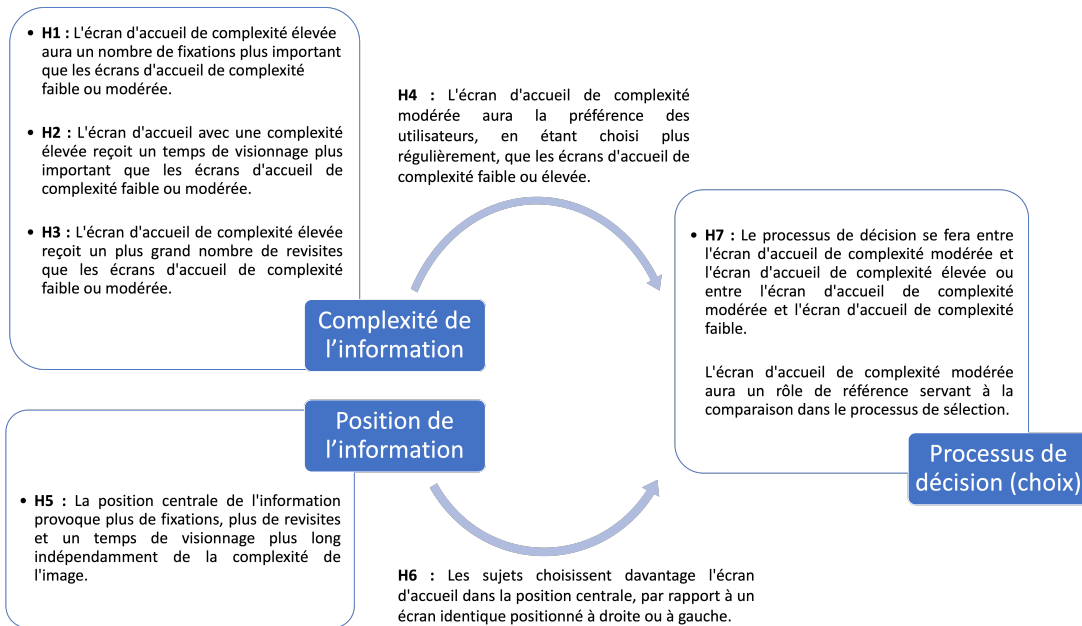 • H1 : L'écran d'accueil de complexité élevée
aura un nombre de fixations plus important
que les écrans d'accueil de complexité
faible ou modérée.
• H2 : L'écran d'accueil avec une complexité
élevée reçoit un temps de visionnage plus
important que les écrans d'accueil de
complexité faible ou modérée.
• H3 : L'écran d'accueil de complexité élevée
reçoit un plus grand nombre de revisites
que les écrans d'accueil de complexité
faible ou modérée.
Complexité de
l’information
H4 : L'écran d'accueil de complexité
modérée aura la préférence des
utilisateurs, en étant choisi plus
régulièrement, que les écrans d'accueil de
complexité faible ou élevée.
Position de
l’information
• H5 : La position centrale de l'information
provoque plus de fixations, plus de revisites
et un temps de visionnage plus long
indépendamment de la complexité de
l'image.
H6 : Les sujets choisissent davantage l'écran
d'accueil dans la position centrale, par rapport à un
écran identique positionné à droite ou à gauche.
• H7 : Le processus de décision se fera entre
l'écran d'accueil de complexité modérée et
l'écran d'accueil de complexité élevée ou
entre l'écran d'accueil de complexité
modérée et l'écran d'accueil de complexité
faible.
L'écran d'accueil de complexité modérée
aura un rôle de référence servant à la
comparaison dans le processus de sélection.
Processus de
décision (choix)